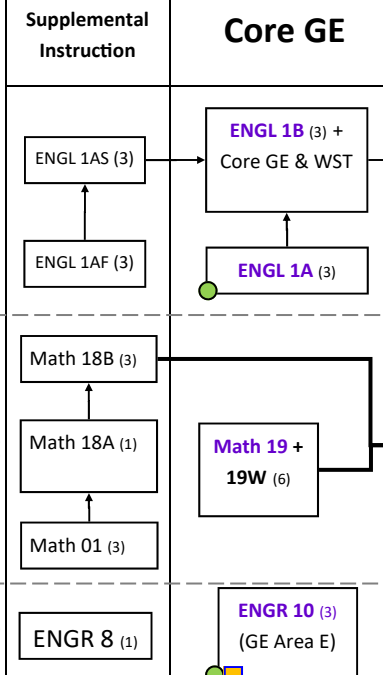 Supplemental
Instruction
Core GE
ENGL 1AS (3)
ENGL 1B (3) +
Core GE & WST
ENGL 1AF (3)
ENGL 1A (3)
Math 18B (3)
Math 18A (1)
Math 19 +
19W (6)
Math 01 (3)
ENGR 8 (1)
ENGR 10 (3)
(GE Area E)